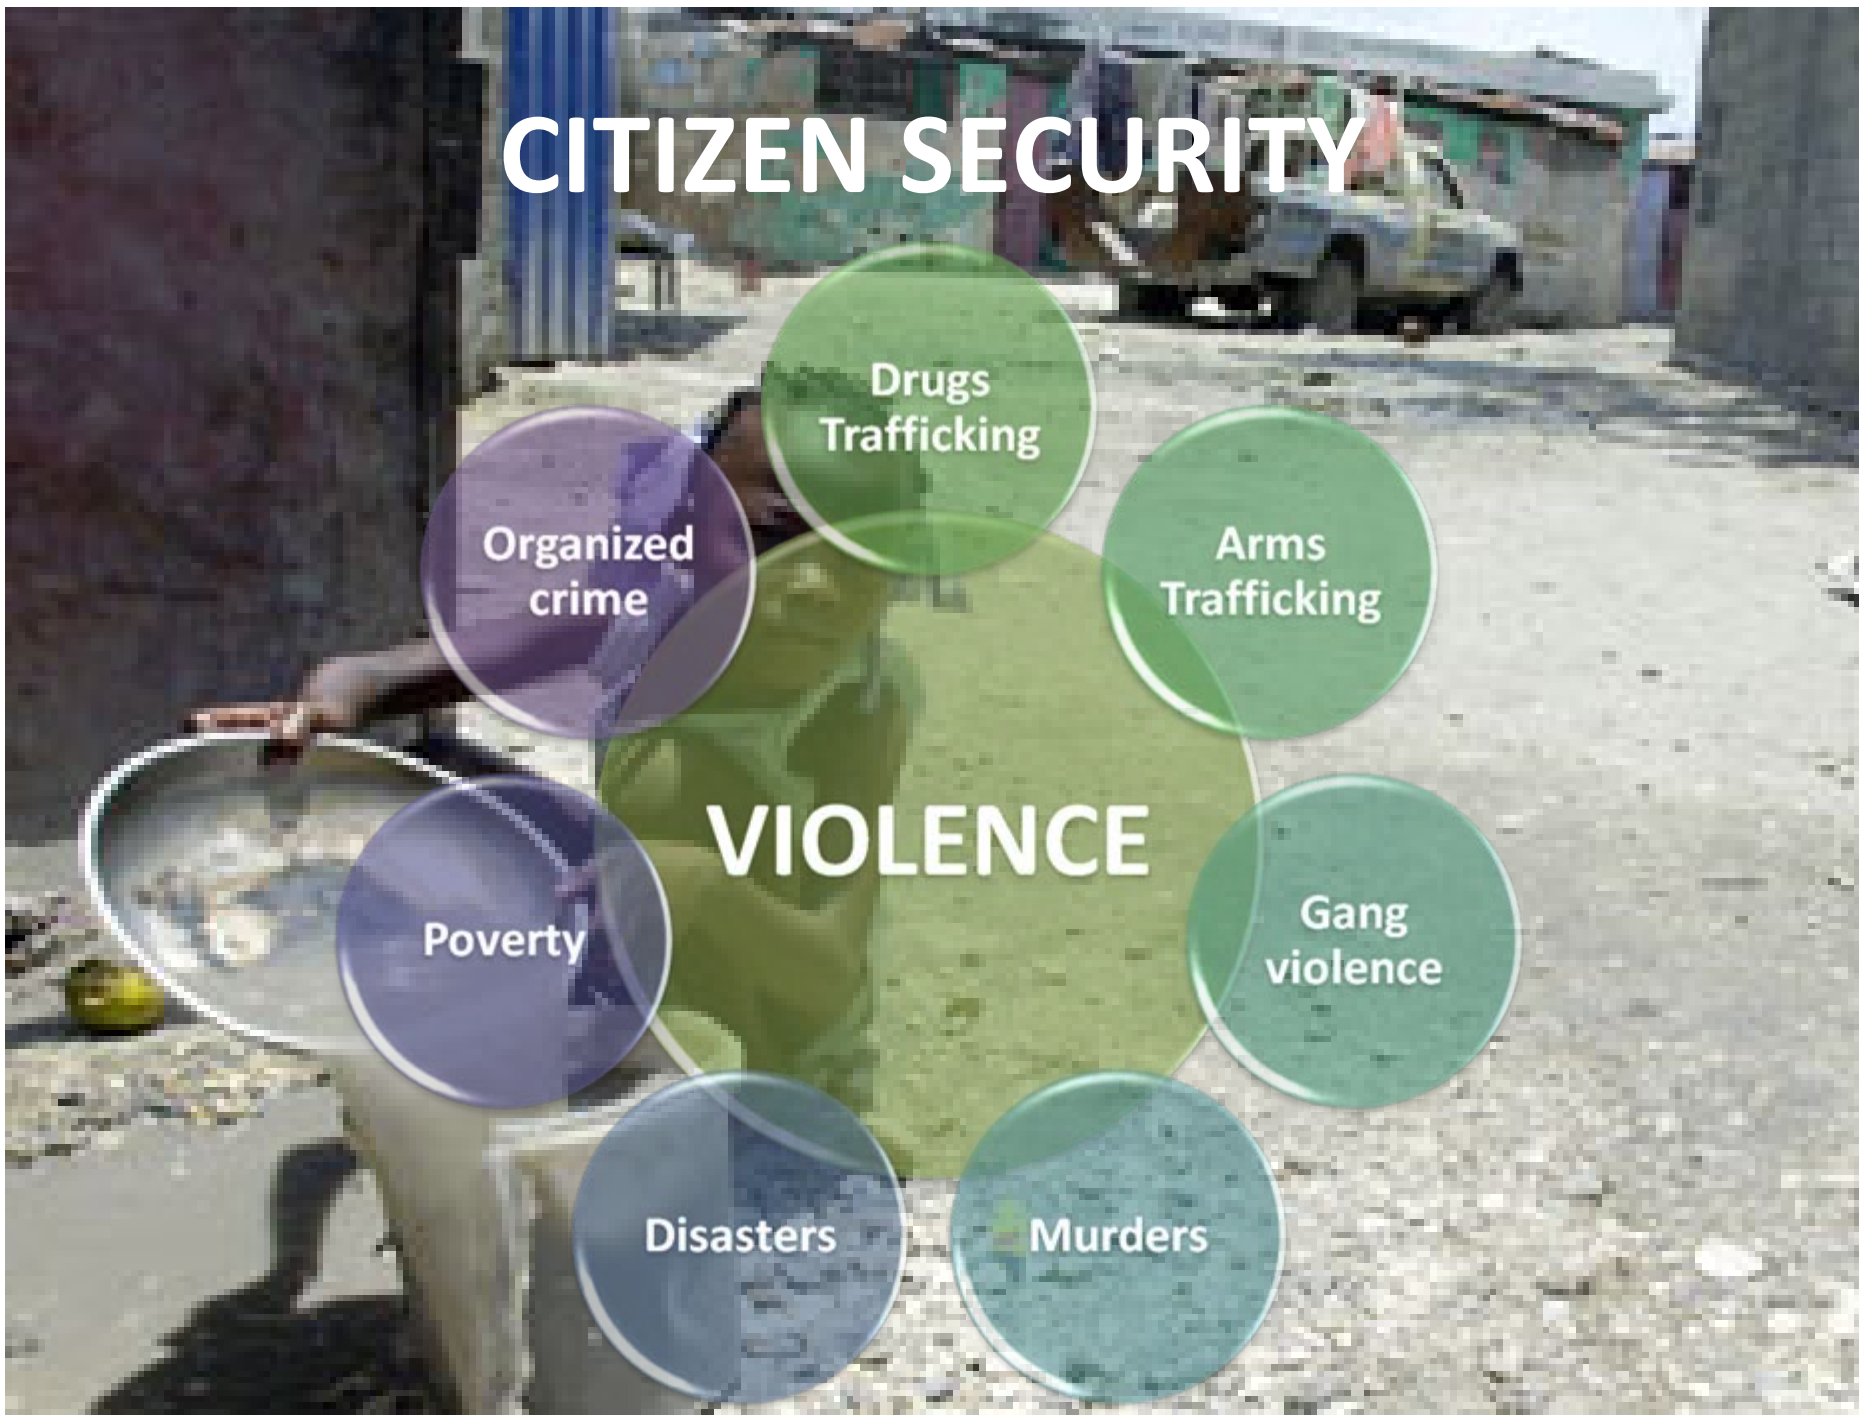 CITIZEN SECURITY
Drugs
Trafficking
Arms
Trafficking
Gang
violence
Murders
Disasters
Poverty
Organized
crime
VIOLENCE